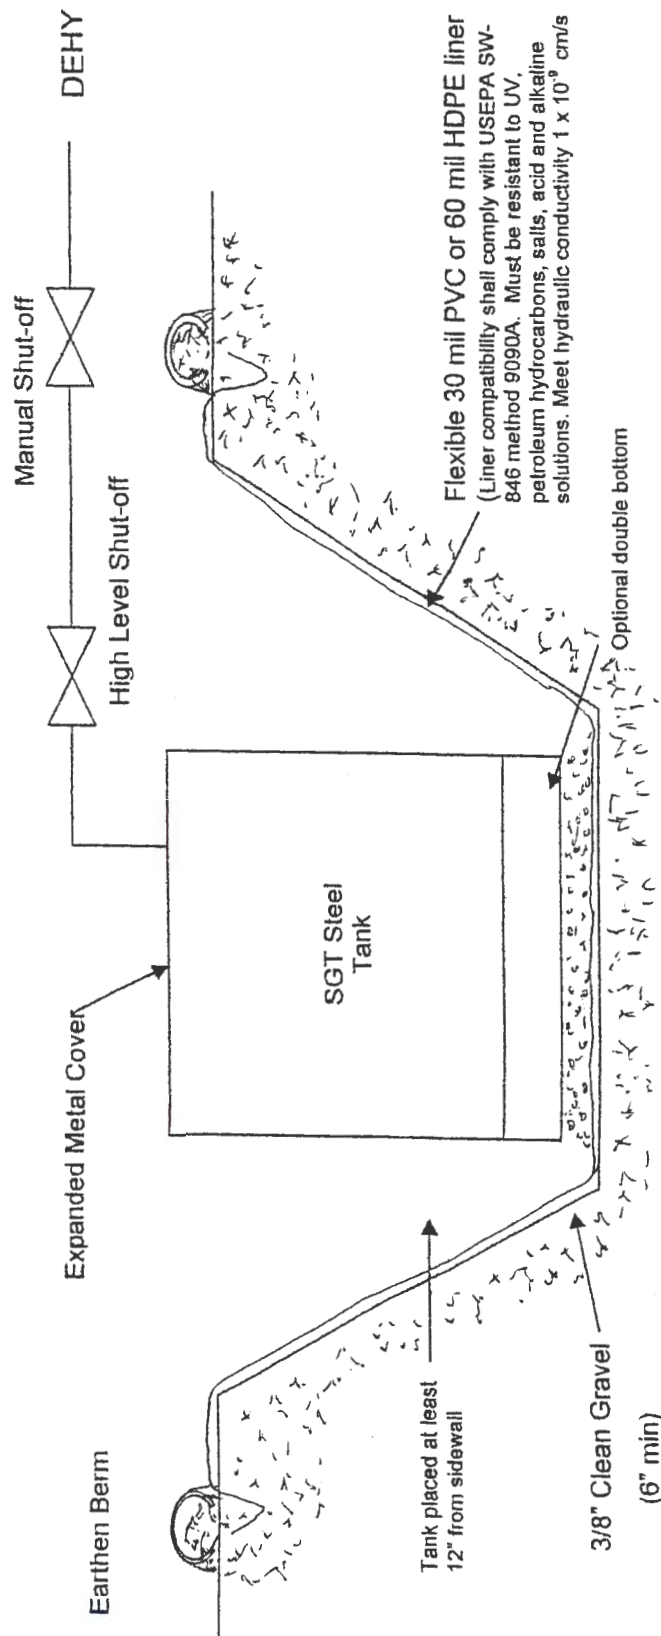 DEHY
Manual Shut-off
High Level Shut-off
Expanded Metal Cover
Earthen Berm
SGT Steel
Tank
Flexible 30 mil PVC or 60 mil HDPE liner
(Liner compatibility shall comply with USEPA SW-
846 method 9090A. Must be resistant to UV,
petroleum hydrocarbons, salts, acid and alkaline
solutions. Meet hydraulic conductivity 1 x 10⁻⁹ cm/s
Optional double bottom
Tank placed at least
12" from sidewall
3/8" Clean Gravel
(6" min)